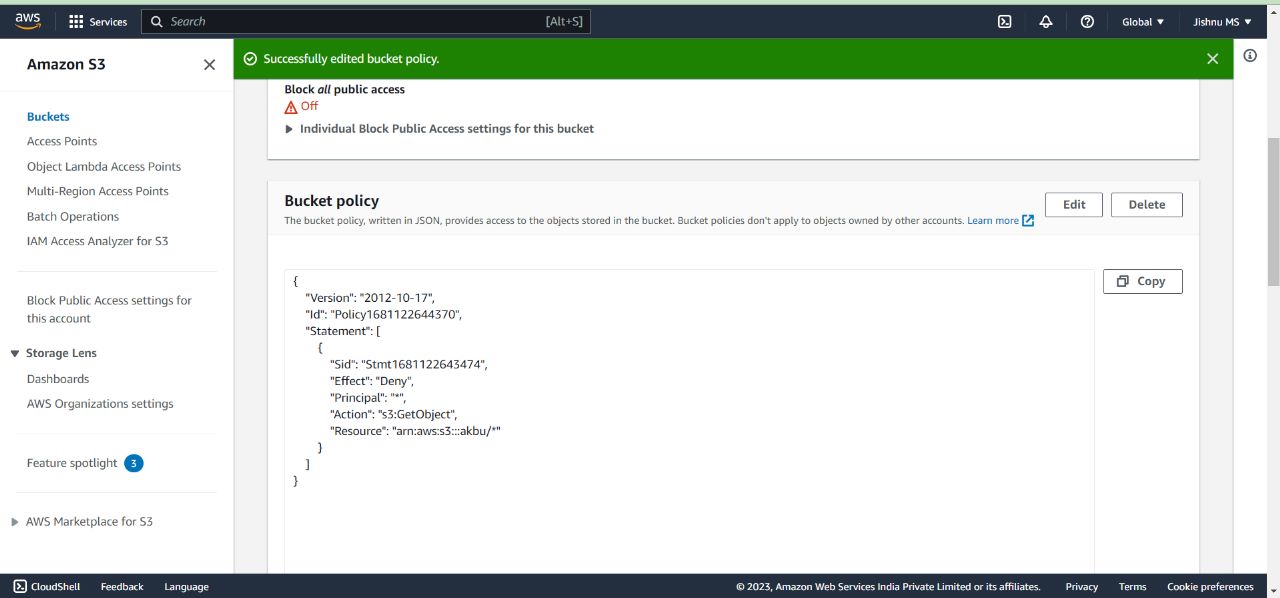 aws
Services
Search
[Alt+S]
Global
Jishnu MS
Amazon S3
Buckets
Access Points
Object Lambda Access Points
Multi-Region Access Points
Batch Operations
IAM Access Analyzer for S3
Block Public Access settings for
this account
Storage Lens
Dashboards
AWS Organizations settings
Feature spotlight 3
AWS Marketplace for S3
Successfully edited bucket policy.
Block all public access
Off
Individual Block Public Access settings for this bucket
Bucket policy
The bucket policy, written in JSON, provides access to the objects stored in the bucket. Bucket policies don't apply to objects owned by other accounts. Learn more
Edit
Delete
Copy
{
"Version": "2012-10-17",
"Id": "Policy1681122644370",
"Statement": [
{
"Sid": "Stmt1681122643474",
"Effect": "Deny",
"Principal": "*",
"Action": "s3:GetObject",
"Resource": "arn:aws:s3:::akbu/*"
}
]
}
CloudShell
Feedback
Language
© 2023, Amazon Web Services India Private Limited or its affiliates.
Privacy
Terms
Cookie preferences